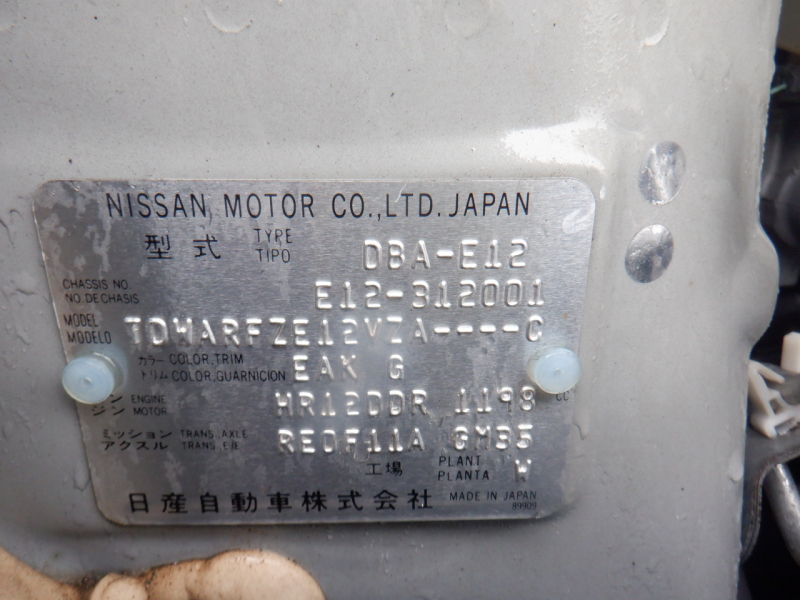 NISSAN MOTOR CO.,LTD. JAPAN
型式 TYPE TIPO DBA-E12
CHASSIS NO. NO. DE CHASIS E12-312001
MODEL MODELO TDWARFZE12VZA----C
カラー COLOR,TRIM トリム COLOR,GUARNICION EAK G
ENGINE MOTOR HR12DDR 1198 CC
ミッション TRANS. AXLE アクスル TRANS. EJE RE0F11A GM35
工場 PLANT PLANTA W
日産自動車株式会社 MADE IN JAPAN
89909